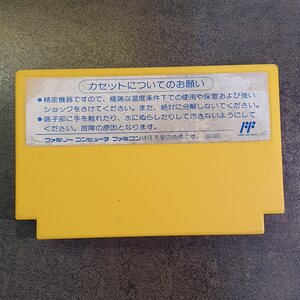 カセットについてのお願い
●精密機器ですので、極端な温度条件下での使用や保管および強い
ショックをさけてください。また、絶対に分解しないでください。
●端子部に手を触れたり、水にぬらしたりして汚さないようにして
ください。故障の原因となります。
ファミリーコンピュータ ファミコンは任天堂の商標です。